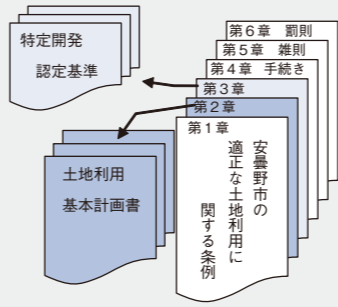 特定開発
認定基準
土地利用
基本計画書
第6章 罰則
第5章 雑則
第4章 手続き
第3章
第2章
第1章
安曇野市の
適正な土地利用に
関する条例